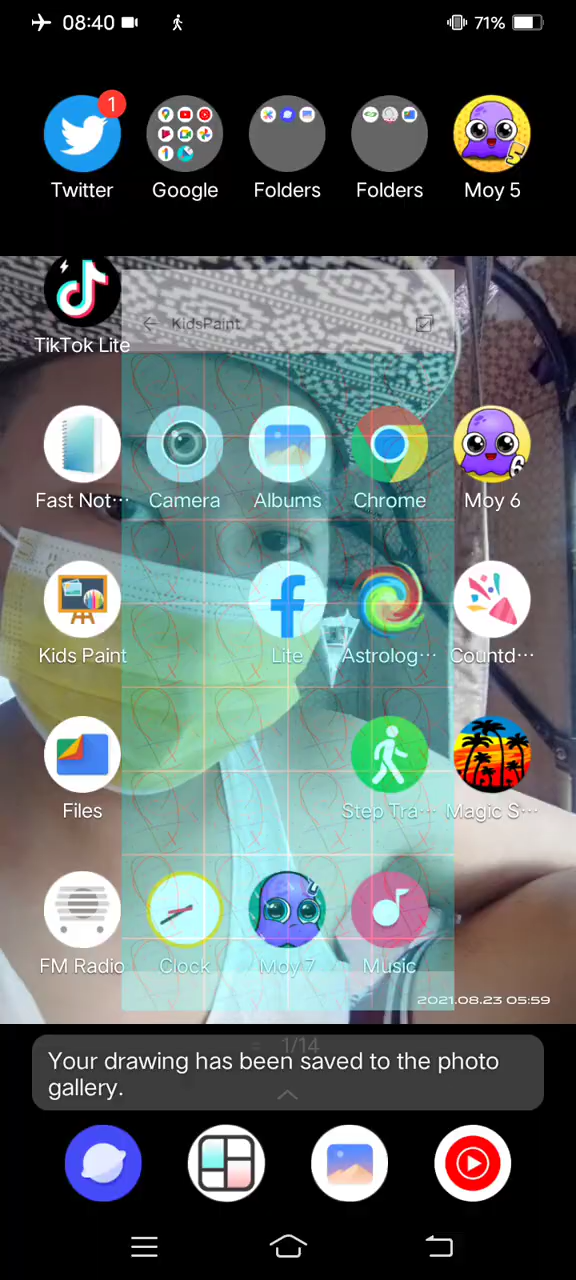 08:40
71%
1
Twitter
Google
Folders
Folders
Moy 5
TikTok Lite
KidsPaint
Fast Not···
Camera
Albums
Chrome
Moy 6
Kids Paint
Lite
Astrolog···
Countd···
Files
Step Tra···
Magic S···
FM Radio
Clock
Moy 7
Music
2021.08.23 05:59
1/14
Your drawing has been saved to the photo
gallery.